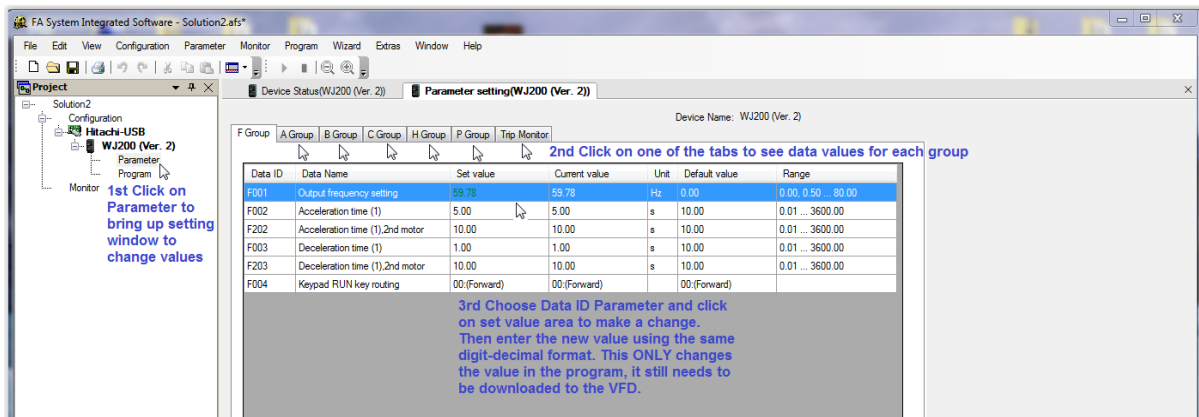 FA System Integrated Software - Solution2.afs*
File Edit View Configuration Parameter Monitor Program Wizard Extras Window Help
Project
Device Status(WJ200 (Ver. 2)) Parameter setting(WJ200 (Ver. 2))
Solution2
Configuration
Hitachi-USB
WJ200 (Ver. 2)
Parameter
Program
Monitor
1st Click on
Parameter to
bring up setting
window to
change values
Device Name: WJ200 (Ver. 2)
F Group A Group B Group C Group H Group P Group Trip Monitor
2nd Click on one of the tabs to see data values for each group
Data ID Data Name Set value Current value Unit Default value Range
F001 Output frequency setting 59.78 59.78 Hz 0.00 0.00, 0.50 ... 80.00
F002 Acceleration time (1) 5.00 5.00 s 10.00 0.01 ... 3600.00
F202 Acceleration time (1),2nd motor 10.00 10.00 s 10.00 0.01 ... 3600.00
F003 Deceleration time (1) 1.00 1.00 s 10.00 0.01 ... 3600.00
F203 Deceleration time (1),2nd motor 10.00 10.00 s 10.00 0.01 ... 3600.00
F004 Keypad RUN key routing 00:(Forward) 00:(Forward) 00:(Forward)
3rd Choose Data ID Parameter and click
on set value area to make a change.
Then enter the new value using the same
digit-decimal format. This ONLY changes
the value in the program, it still needs to
be downloaded to the VFD.